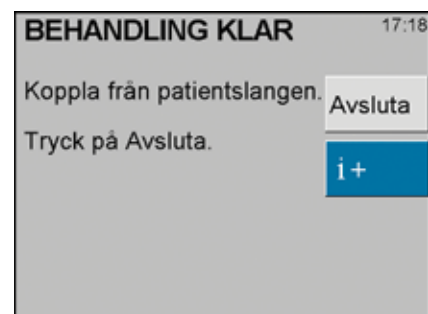 BEHANDLING KLAR 17:18
Koppla från patientslangen.
Avsluta
Tryck på Avsluta.
i+